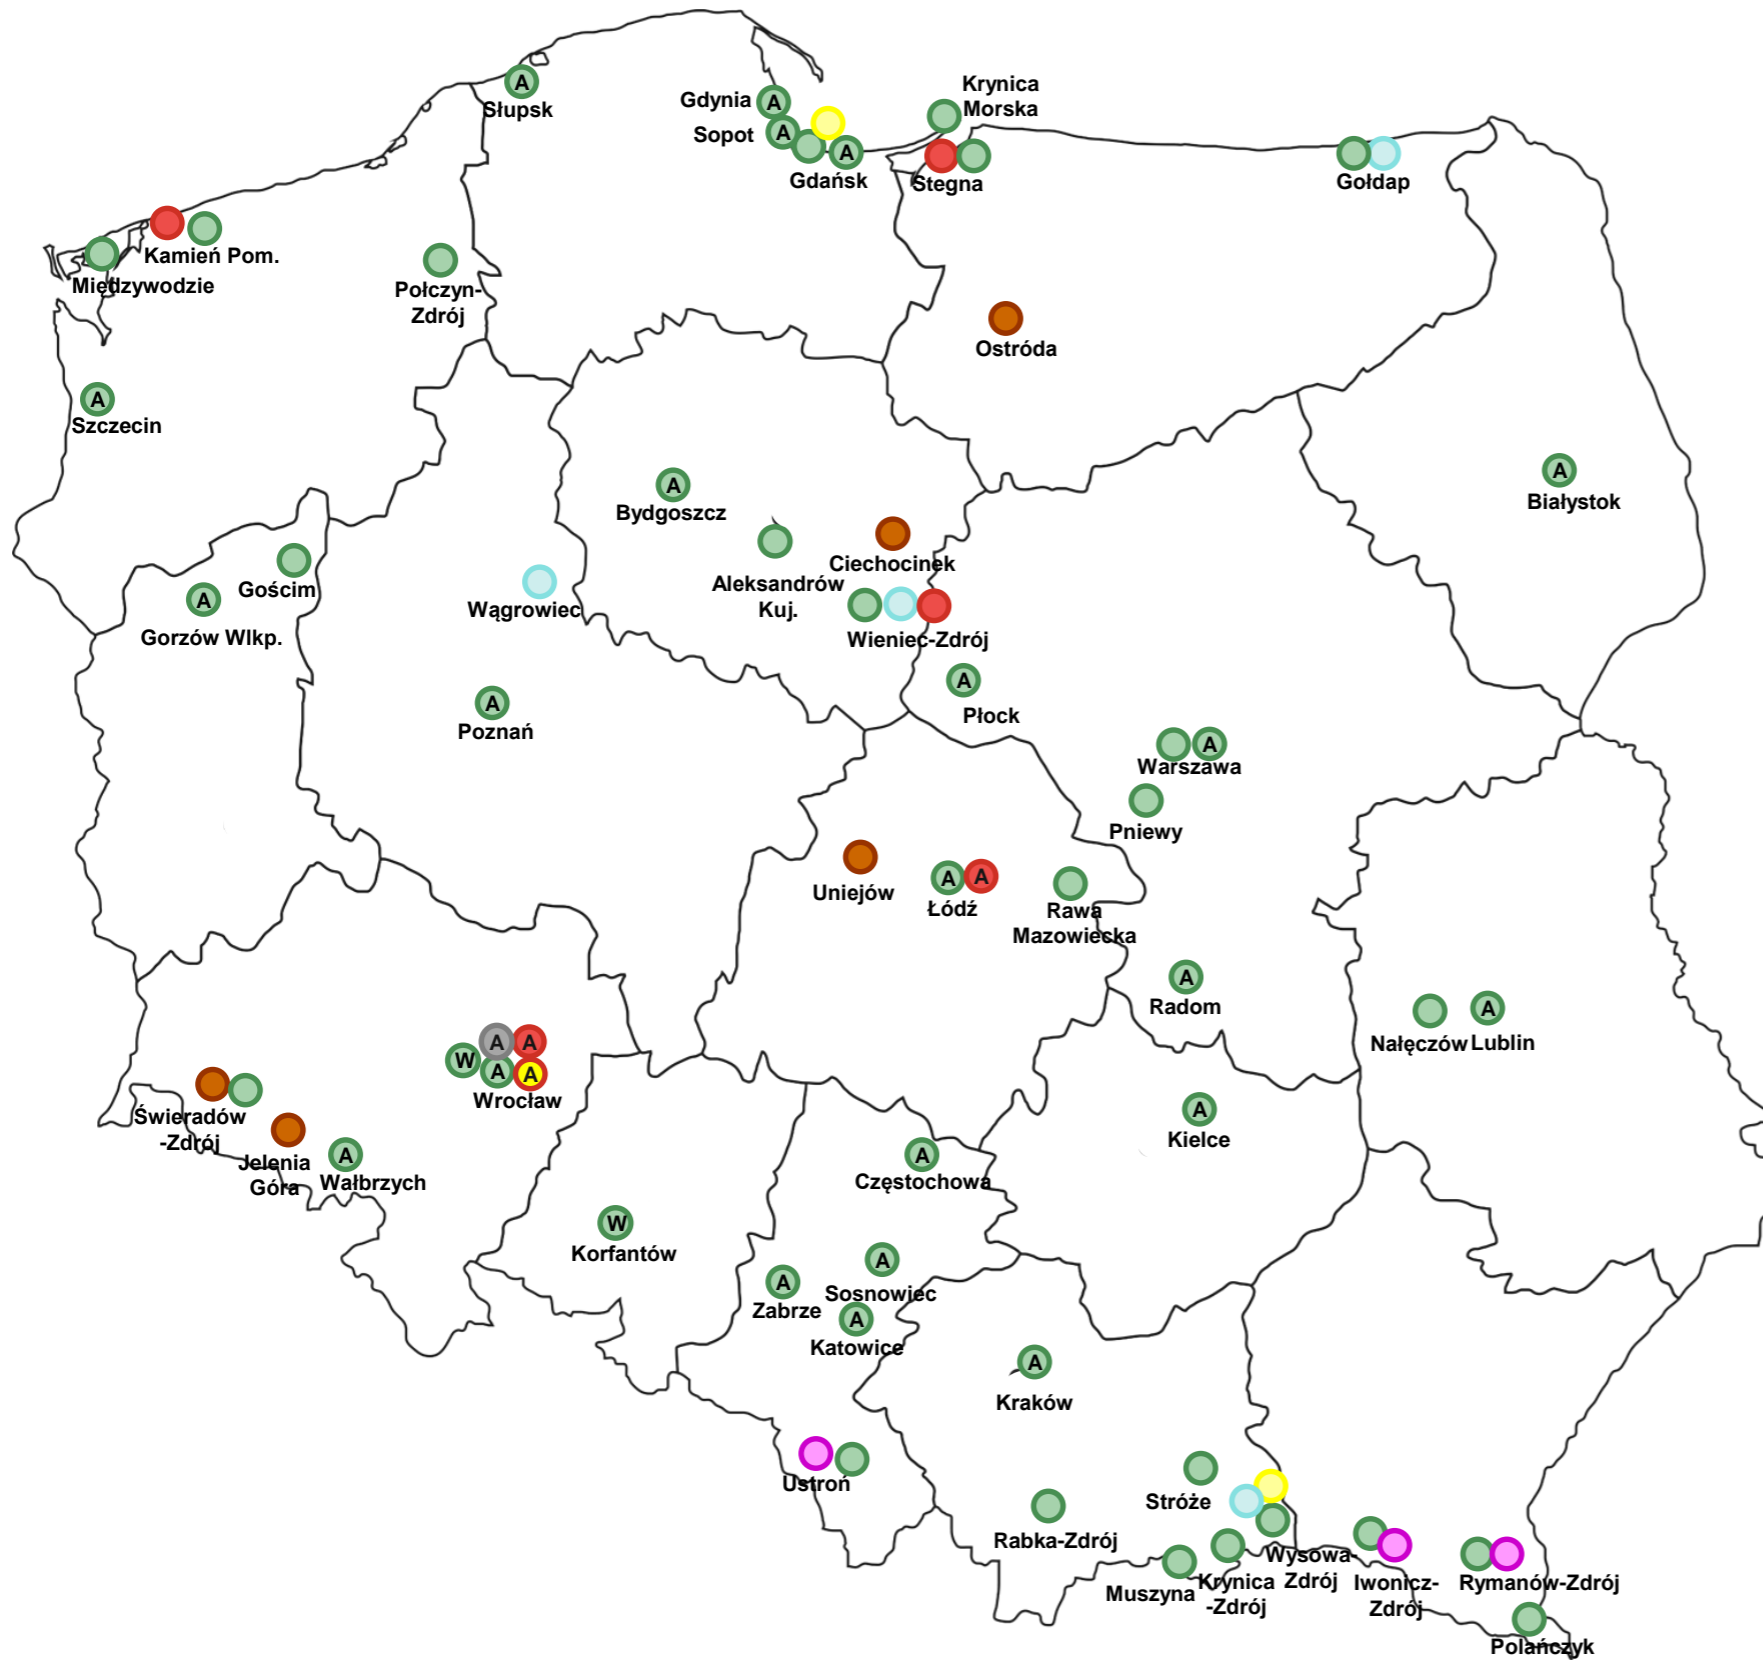 A
Słupsk
Krynica
Morska
Gdynia
A
Sopot
A
A
Gdańsk
Stegna
Gołdap
Kamień Pom.
Międzywodzie
Połczyn-
Zdrój
Ostróda
A
Szczecin
A
Bydgoszcz
A
Białystok
Gościm
A
Gorzów Wlkp.
Wągrowiec
Aleksandrów
Kuj.
Ciechocinek
Wieniec-Zdrój
A
Płock
A
Poznań
A
Warszawa
Pniewy
Uniejów
A
A
Łódź
Rawa
Mazowiecka
A
Radom
Nałęczów
A
Lublin
A
A
W
A
A
Wrocław
Świeradów
-Zdrój
Jelenia
Góra
A
Wałbrzych
A
Kielce
A
Częstochowa
W
Korfantów
A
Zabrze
A
Sosnowiec
A
Katowice
A
Kraków
Ustroń
Rabka-Zdrój
Stróże
Muszyna
Krynica
-Zdrój
Wysowa-
Zdrój
Iwonicz-
Zdrój
Rymanów-Zdrój
Polańczyk